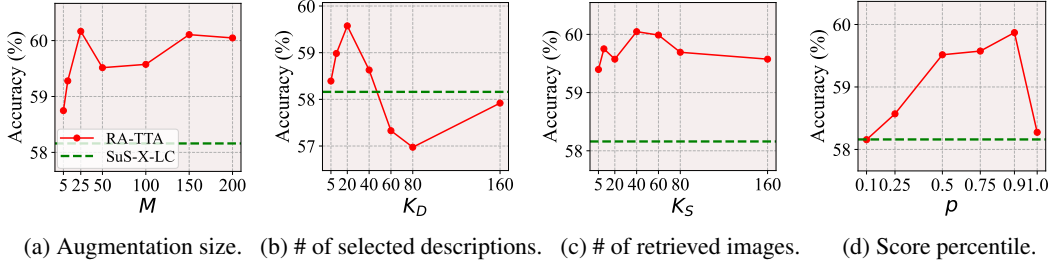 Accuracy (%)
60
59
58
RA-TTA
SuS-X-LC
5 25 50 100 150 200
M
Accuracy (%)
60
59
58
57
5 20 40 60 80 160
K_D
Accuracy (%)
60
59
58
5 20 40 60 80 160
K_S
Accuracy (%)
60
59
58
0.1 0.25 0.5 0.75 0.9 1.0
p
(a) Augmentation size. (b) # of selected descriptions. (c) # of retrieved images. (d) Score percentile.